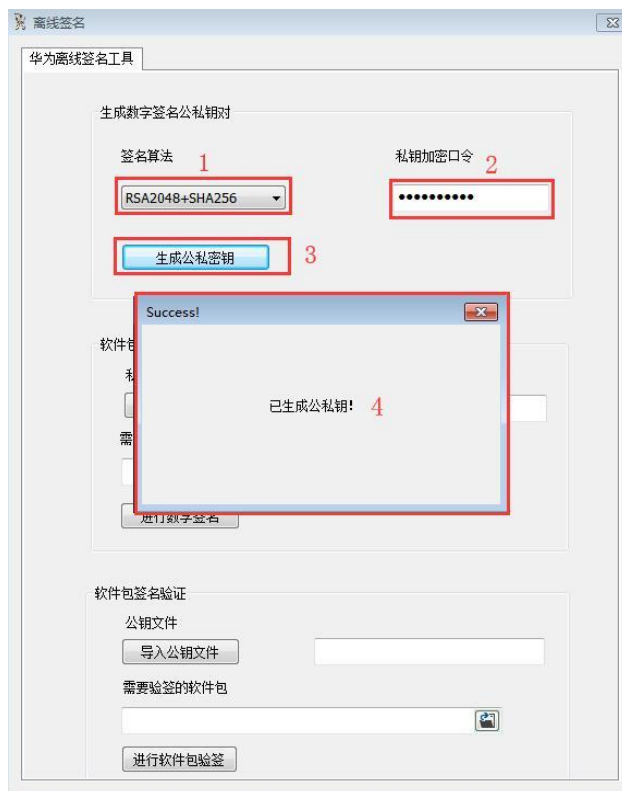 离线签名
华为离线签名工具
生成数字签名公私钥对
签名算法 1
私钥加密口令 2
RSA2048+SHA256
••••••••••
生成公私密钥 3
Success!
软件包
私
已生成公私钥! 4
需
进行数字签名
软件包签名验证
公钥文件
导入公钥文件
需要验签的软件包
进行软件包验签